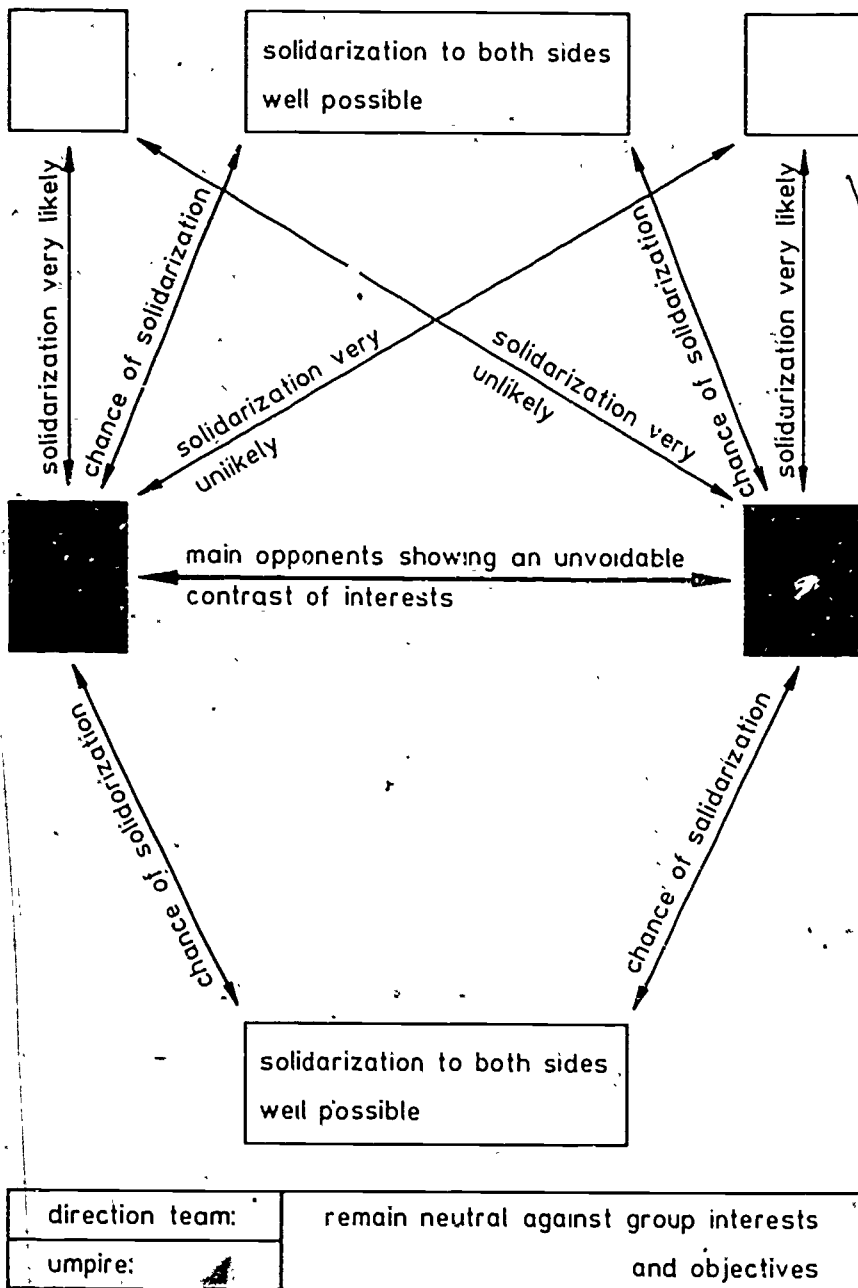 solidarization to both sides
well possible
solidarization very likely
chance of solidarization
solidarization very
unlikely
solidarization very
unlikely
chance of solidarization
solidarization very likely
main opponents showing an unvoidable
contrast of interests
chance of solidarization
chance of solidarization
solidarization to both sides
well possible
direction team:
umpire:
remain neutral against group interests
and objectives